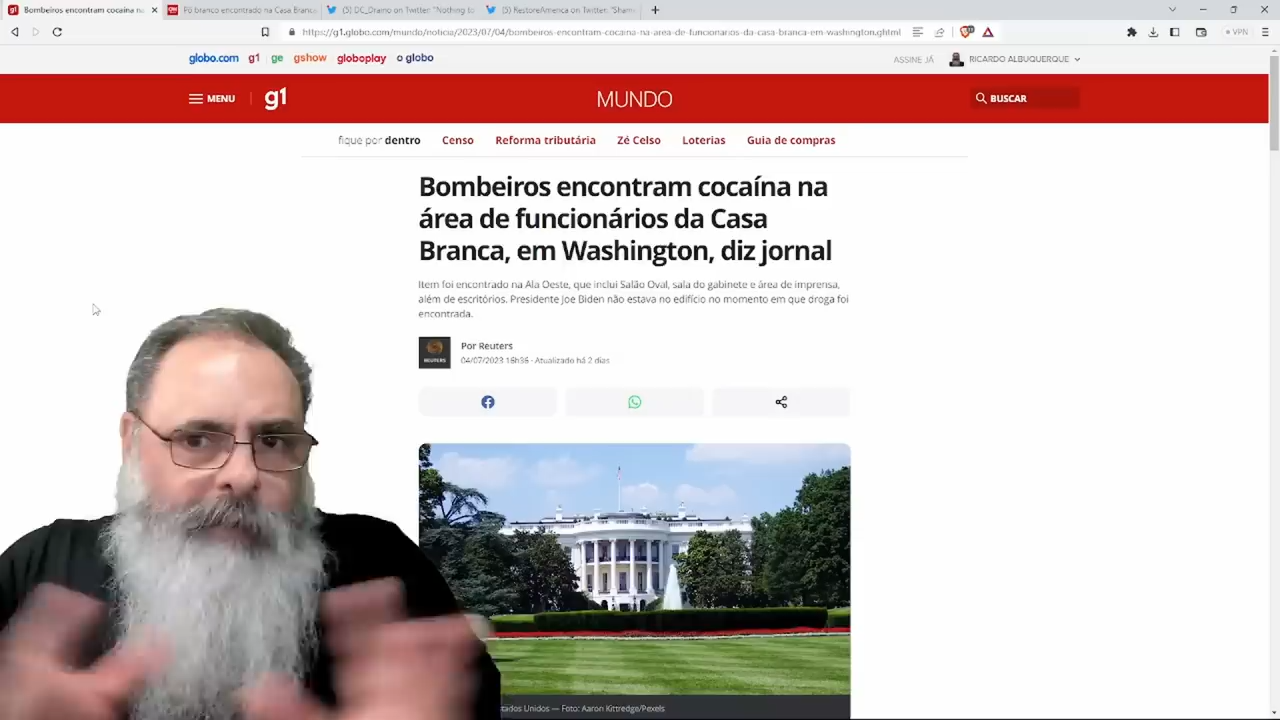 Bombeiros encontram cocaína na
Pó branco encontrado na Casa Branca
(5) DC_Draino on Twitter: "Nothing to
(5) RestoreAmerica on Twitter: "Sham
https://g1.globo.com/mundo/noticia/2023/07/04/bombeiros-encontram-cocaina-na-area-de-funcionarios-da-casa-branca-em-washington.ghtml
VPN
globo.com g1 ge gshow globoplay o globo
ASSINE JÁ
RICARDO ALBUQUERQUE
MENU
g1
MUNDO
BUSCAR
fique por dentro
Censo
Reforma tributária
Zé Celso
Loterias
Guia de compras
Bombeiros encontram cocaína na
área de funcionários da Casa
Branca, em Washington, diz jornal
Item foi encontrado na Ala Oeste, que inclui Salão Oval, sala do gabinete e área de imprensa,
além de escritórios. Presidente Joe Biden não estava no edifício no momento em que droga foi
encontrada.
REUTERS
Por Reuters
04/07/2023 16h36 · Atualizado há 2 dias
tados Unidos — Foto: Aaron Kittredge/Pexels